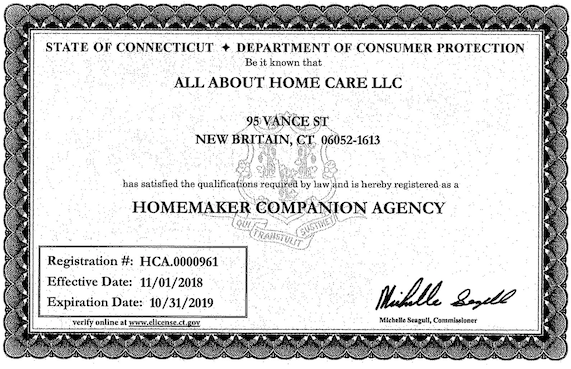 STATE OF CONNECTICUT ✦ DEPARTMENT OF CONSUMER PROTECTION
Be it known that
ALL ABOUT HOME CARE LLC
95 VANCE ST
NEW BRITAIN, CT 06052-1613
has satisfied the qualifications required by law and is hereby registered as a
HOMEMAKER COMPANION AGENCY
QUI TRANSTULIT SUSTINET
Registration #: HCA.0000961
Effective Date: 11/01/2018
Expiration Date: 10/31/2019
verify online at www.elicense.ct.gov
Michelle Seagull
Michelle Seagull, Commissioner